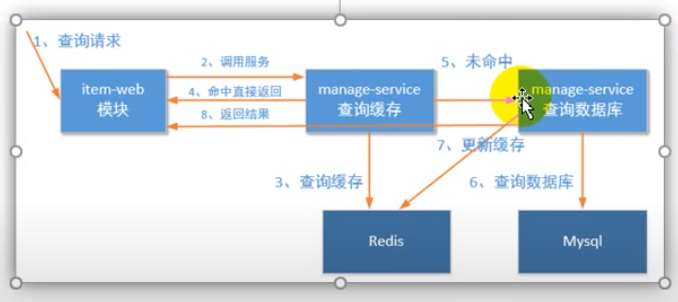 1、查询请求
2、调用服务
5、未命中
item-web
模块
4、命中直接返回
manage-service
查询缓存
manage-service
查询数据库
8、返回结果
7、更新缓存
3、查询缓存
6、查询数据库
Redis
Mysql